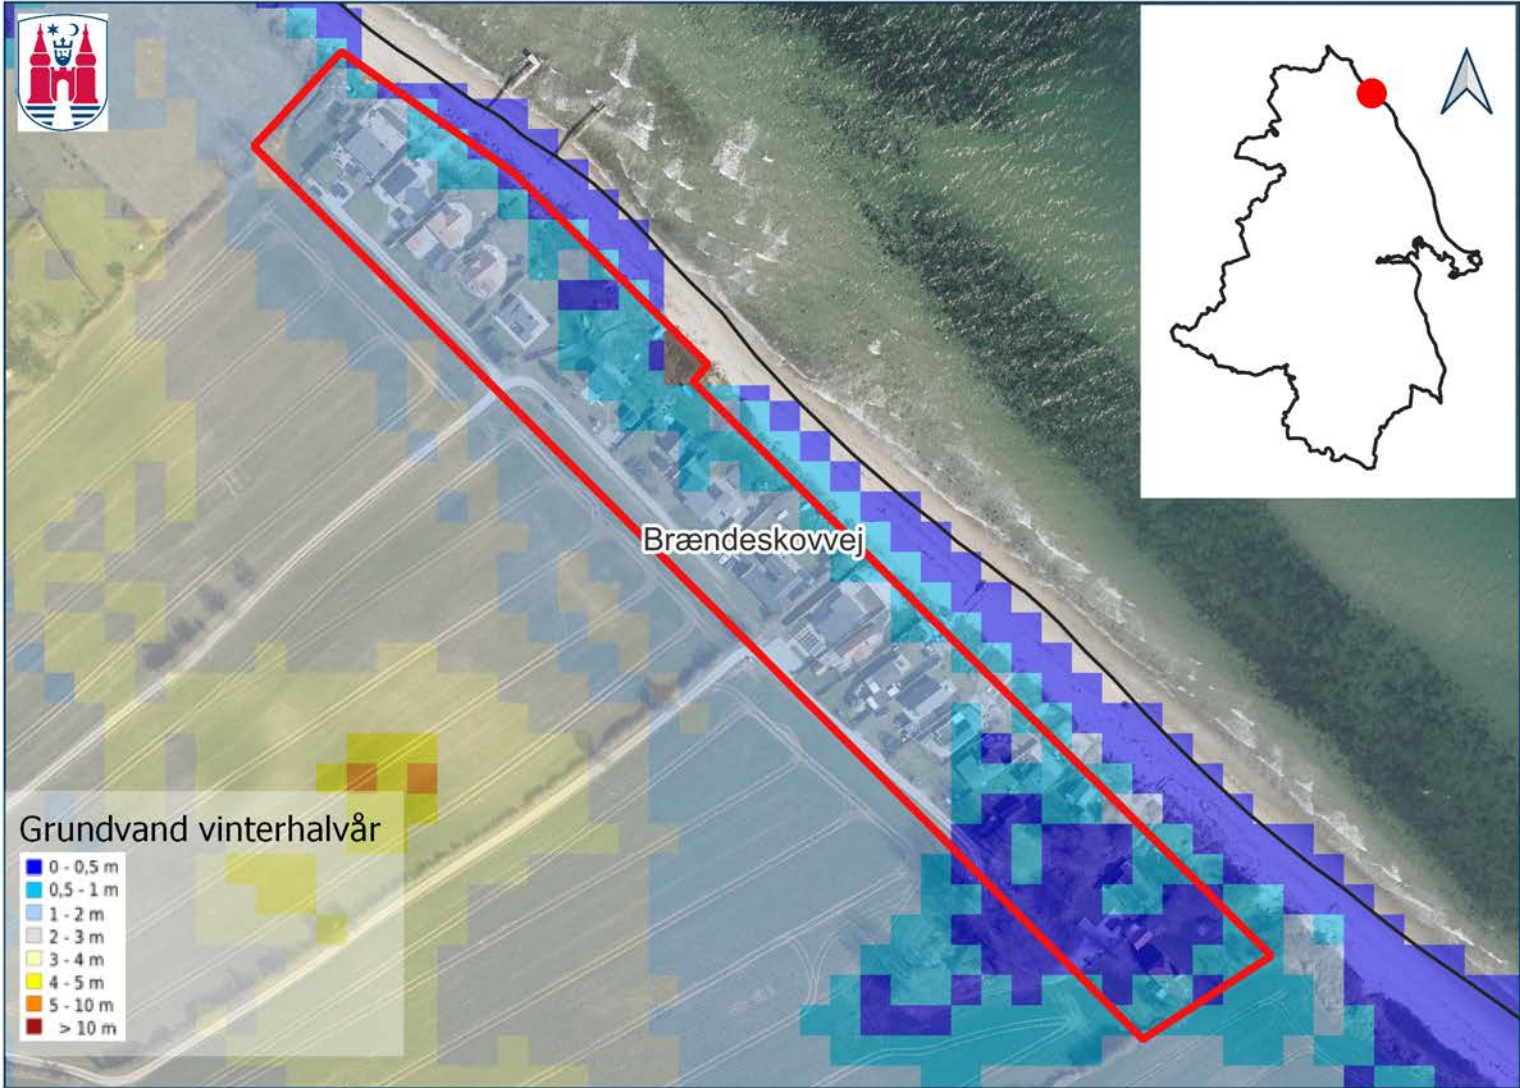 Brændeskovvej
Grundvand vinterhalvår
0 - 0,5 m
0,5 - 1 m
1 - 2 m
2 - 3 m
3 - 4 m
4 - 5 m
5 - 10 m
> 10 m